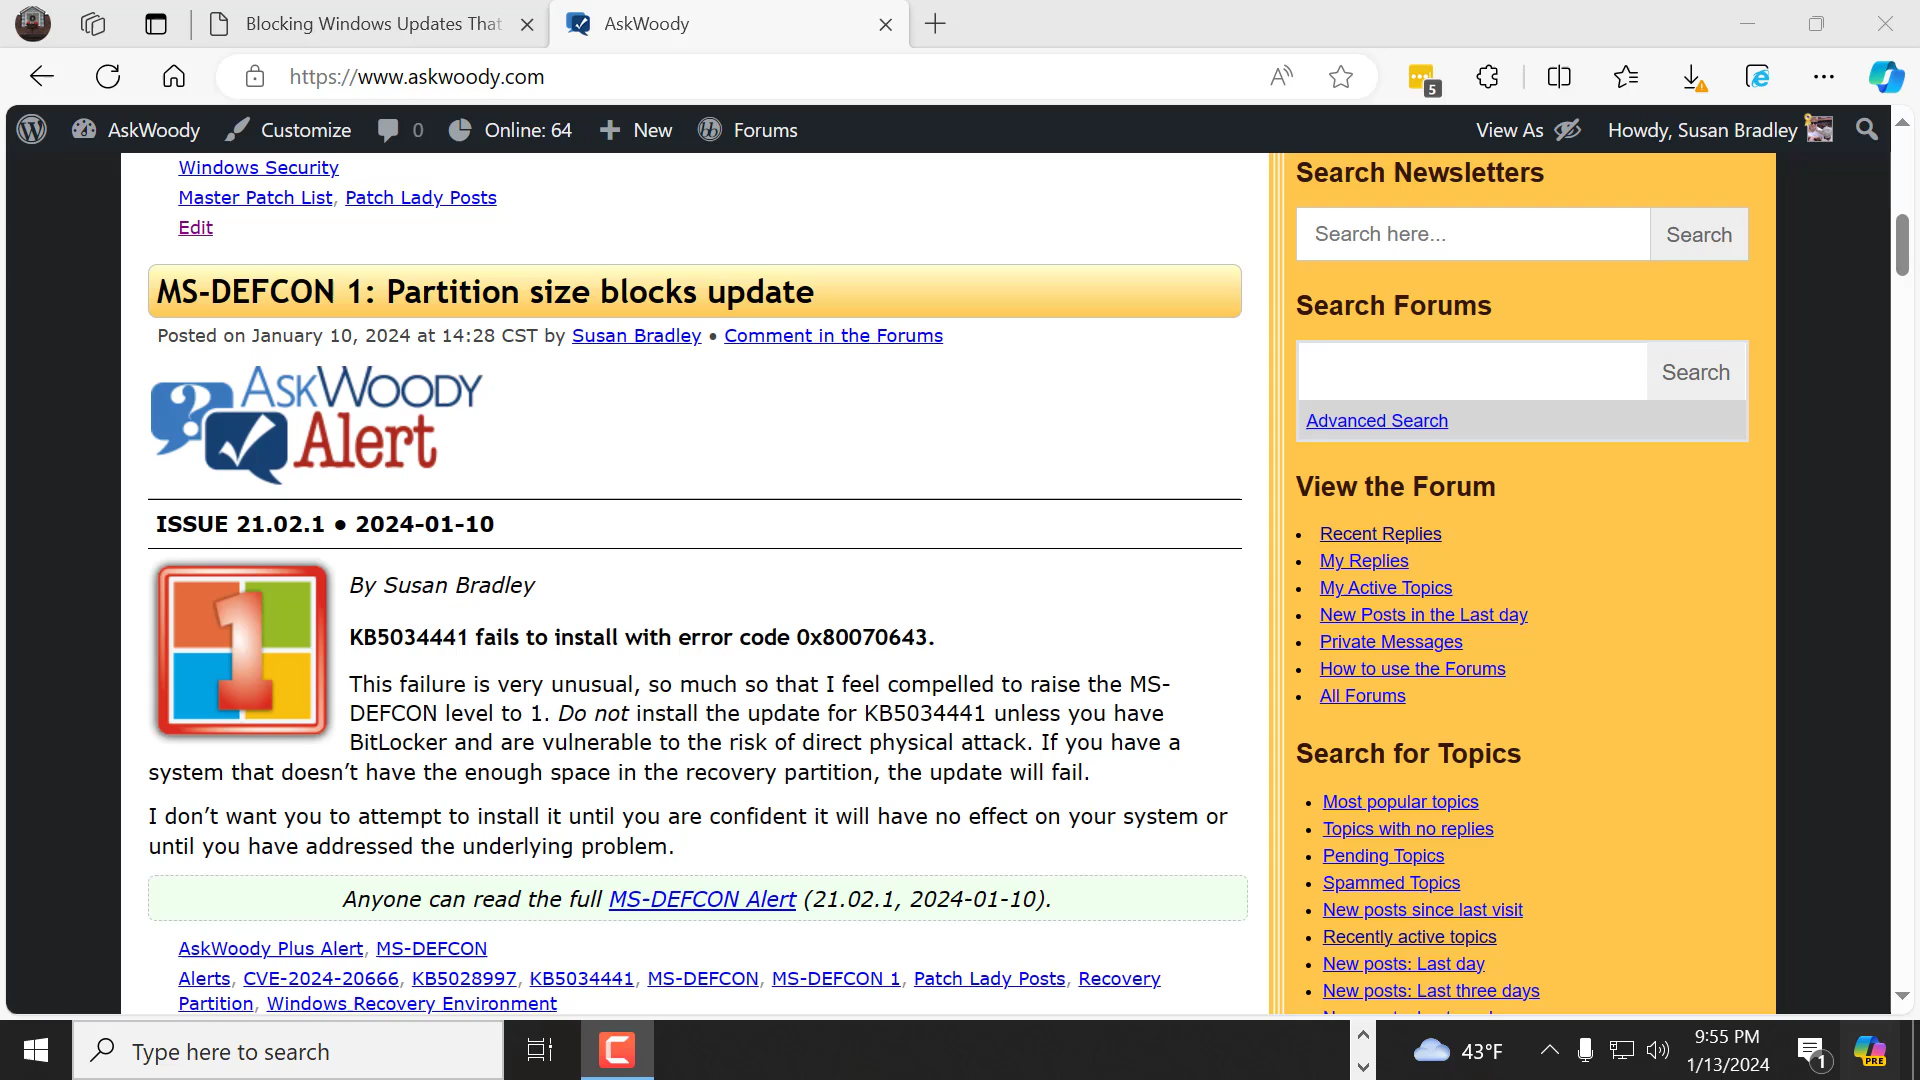 Blocking Windows Updates That
AskWoody
https://www.askwoody.com
5
AskWoody Customize 0 Online: 64 New Forums View As Howdy, Susan Bradley
Windows Security
Master Patch List, Patch Lady Posts
Edit
MS-DEFCON 1: Partition size blocks update
Posted on January 10, 2024 at 14:28 CST by Susan Bradley • Comment in the Forums
ASKWOODY
Alert
ISSUE 21.02.1 • 2024-01-10
1
By Susan Bradley
KB5034441 fails to install with error code 0x80070643.
This failure is very unusual, so much so that I feel compelled to raise the MS-
DEFCON level to 1. Do not install the update for KB5034441 unless you have
BitLocker and are vulnerable to the risk of direct physical attack. If you have a
system that doesn’t have the enough space in the recovery partition, the update will fail.
I don’t want you to attempt to install it until you are confident it will have no effect on your system or
until you have addressed the underlying problem.
Anyone can read the full MS-DEFCON Alert (21.02.1, 2024-01-10).
AskWoody Plus Alert, MS-DEFCON
Alerts, CVE-2024-20666, KB5028997, KB5034441, MS-DEFCON, MS-DEFCON 1, Patch Lady Posts, Recovery
Partition, Windows Recovery Environment
Search Newsletters
Search here... Search
Search Forums
Search
Advanced Search
View the Forum
• Recent Replies
• My Replies
• My Active Topics
• New Posts in the Last day
• Private Messages
• How to use the Forums
• All Forums
Search for Topics
• Most popular topics
• Topics with no replies
• Pending Topics
• Spammed Topics
• New posts since last visit
• Recently active topics
• New posts: Last day
• New posts: Last three days
Type here to search
43°F
9:55 PM
1/13/2024
1
PRE